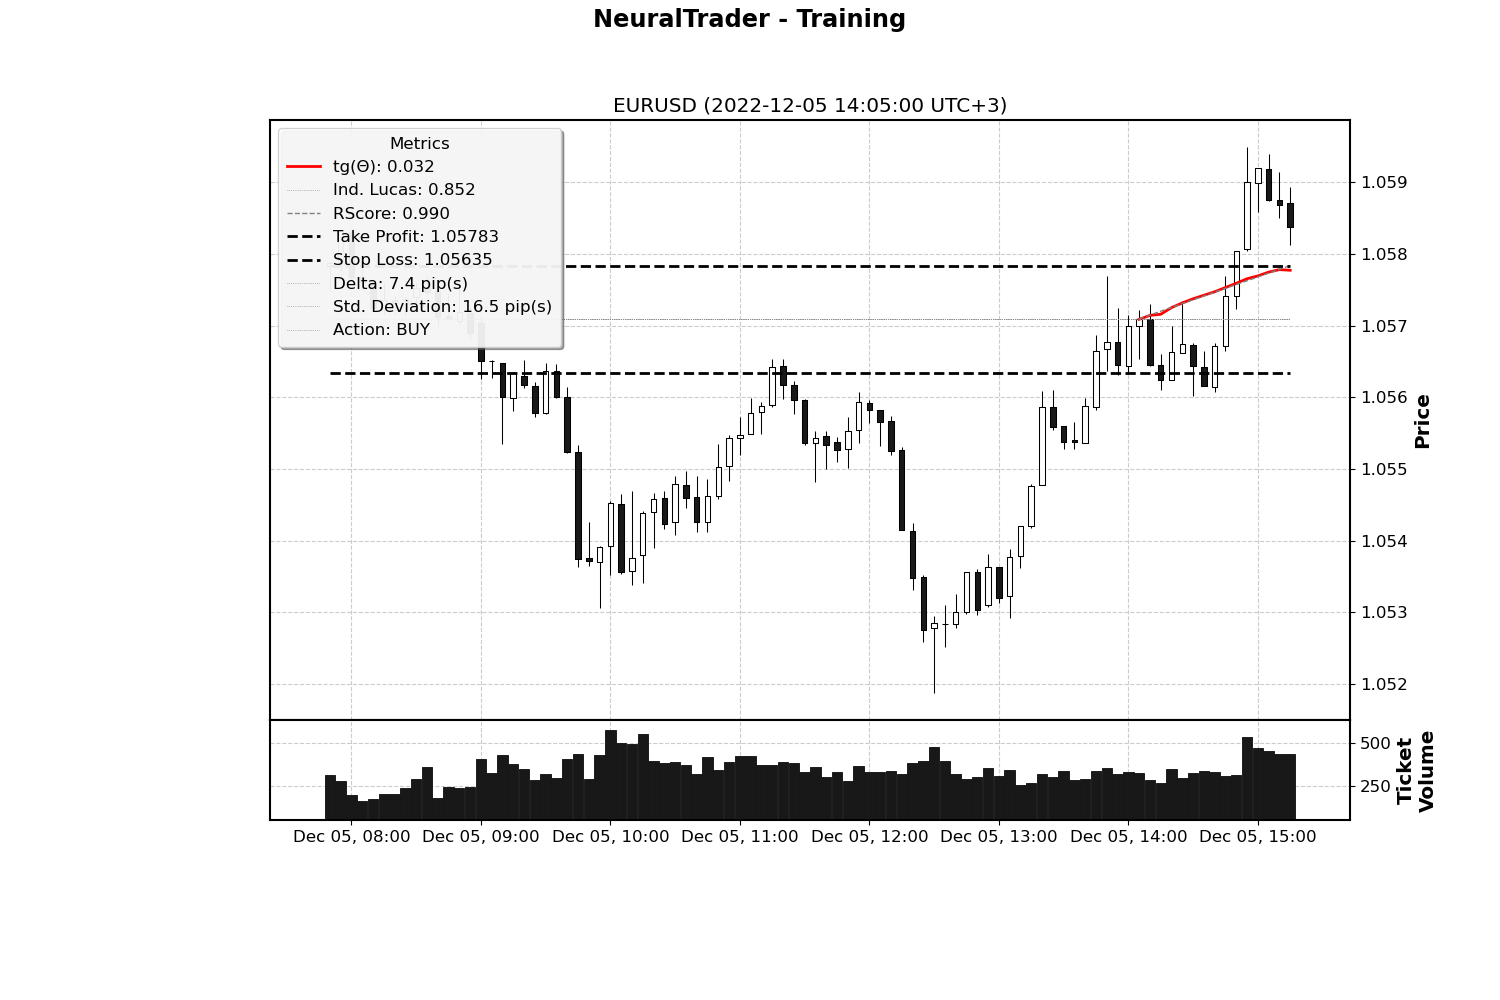 NeuralTrader - Training
EURUSD (2022-12-05 14:05:00 UTC+3)
Metrics
tg(Θ): 0.032
Ind. Lucas: 0.852
RScore: 0.990
Take Profit: 1.05783
Stop Loss: 1.05635
Delta: 7.4 pip(s)
Std. Deviation: 16.5 pip(s)
Action: BUY
1.059
1.058
1.057
1.056
1.055
1.054
1.053
1.052
Price
500
250
Ticket
Volume
Dec 05, 08:00
Dec 05, 09:00
Dec 05, 10:00
Dec 05, 11:00
Dec 05, 12:00
Dec 05, 13:00
Dec 05, 14:00
Dec 05, 15:00